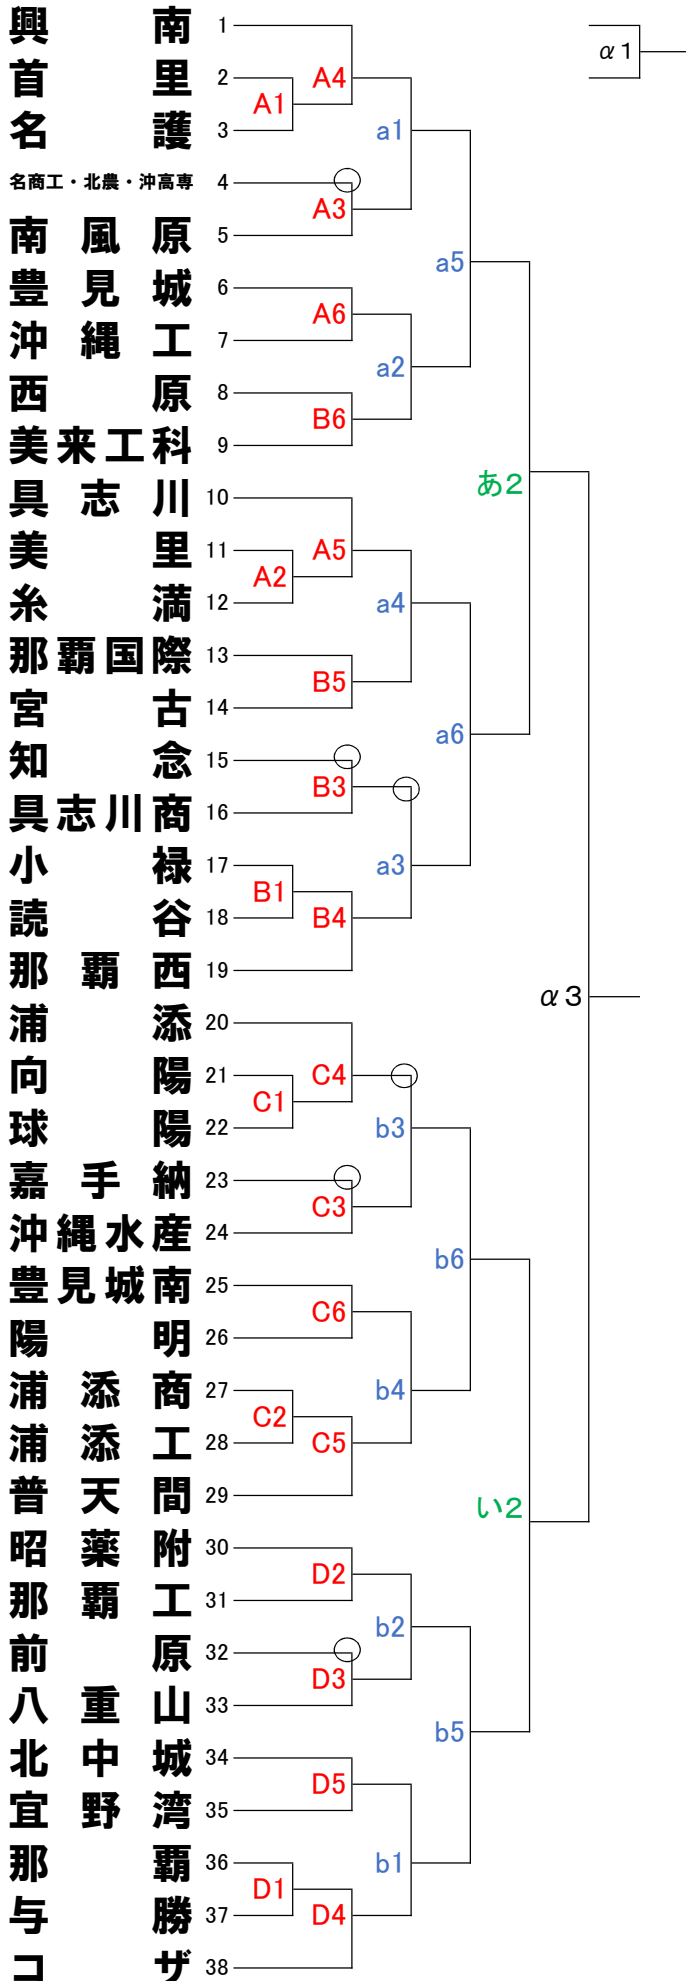 興南 1
首里 2
名護 3
名商工・北農・沖高専 4
南風原 5
豊見城 6
沖縄工 7
西原 8
美来工科 9
具志川 10
美里 11
糸満 12
那覇国際 13
宮古 14
知念 15
具志川商 16
小禄 17
読谷 18
那覇西 19
浦添 20
向陽 21
球陽 22
嘉手納 23
沖縄水産 24
豊見城南 25
陽明 26
浦添商 27
浦添工 28
普天間 29
昭薬附 30
那覇工 31
前原 32
八重山 33
北中城 34
宜野湾 35
那覇 36
与勝 37
コザ 38
A1
A2
B1
C1
C2
D1
A4
A3
A6
B6
A5
B5
B3
B4
C4
C3
C6
C5
D2
D3
D5
D4
a1
a2
a4
a3
b3
b4
b2
b1
a5
a6
b6
b5
あ2
い2
α3
α1